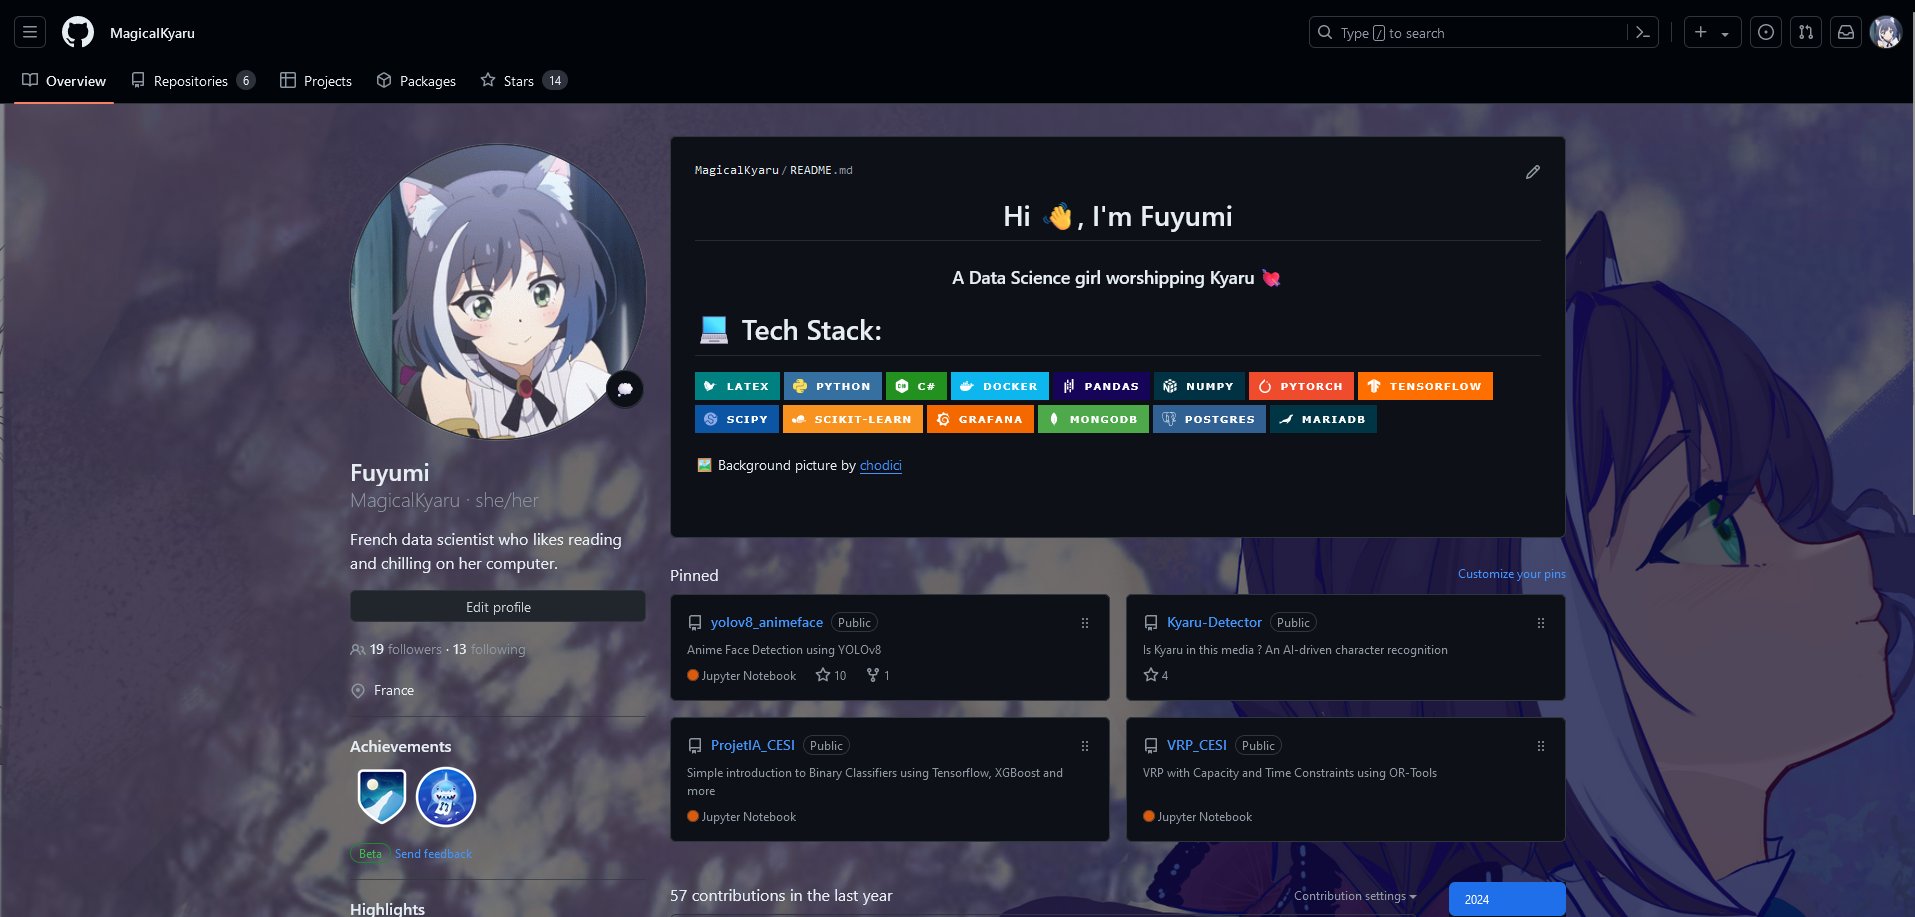 MagicalKyaru
Type / to search
Overview
Repositories 6
Projects
Packages
Stars 14
MagicalKyaru/README.md
Hi 👋, I'm Fuyumi
A Data Science girl worshipping Kyaru 💘
💻 Tech Stack:
LATEX PYTHON C# DOCKER PANDAS NUMPY PYTORCH TENSORFLOW
SCIPY SCIKIT-LEARN GRAFANA MONGODB POSTGRES MARIADB
🖼️ Background picture by chodici
Fuyumi
MagicalKyaru · she/her
French data scientist who likes reading
and chilling on her computer.
Edit profile
19 followers · 13 following
France
Achievements
Beta Send feedback
Highlights
Pinned
Customize your pins
yolov8_animeface Public
Anime Face Detection using YOLOv8
Jupyter Notebook 10 1
Kyaru-Detector Public
Is Kyaru in this media ? An AI-driven character recognition
4
ProjetIA_CESI Public
Simple introduction to Binary Classifiers using Tensorflow, XGBoost and
more
Jupyter Notebook
VRP_CESI Public
VRP with Capacity and Time Constraints using OR-Tools
Jupyter Notebook
57 contributions in the last year
Contribution settings
2024